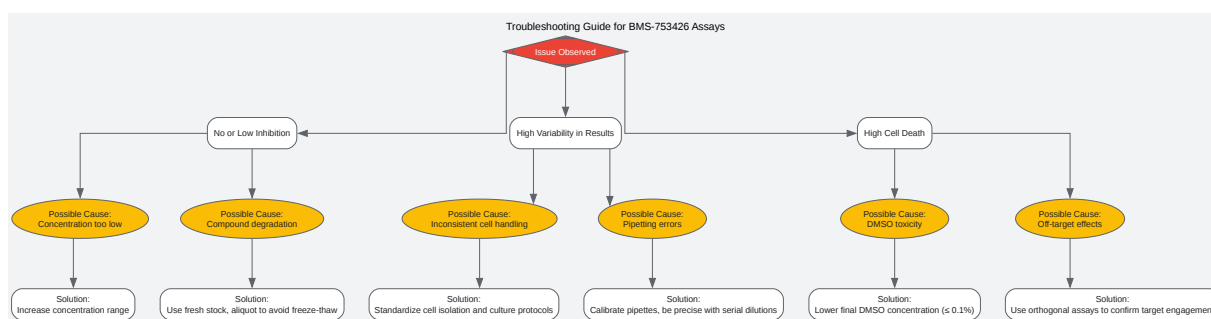 Troubleshooting Guide for BMS-753426 Assays
Issue Observed
No or Low Inhibition
High Variability in Results
High Cell Death
Possible Cause:
Concentration too low
Possible Cause:
Compound degradation
Possible Cause:
Inconsistent cell handling
Possible Cause:
Pipetting errors
Possible Cause:
DMSO toxicity
Possible Cause:
Off-target effects
Solution:
Increase concentration range
Solution:
Use fresh stock, aliquot to avoid freeze-thaw
Solution:
Standardize cell isolation and culture protocols
Solution:
Calibrate pipettes, be precise with serial dilutions
Solution:
Lower final DMSO concentration (≤ 0.1%)
Solution:
Use orthogonal assays to confirm target engagement